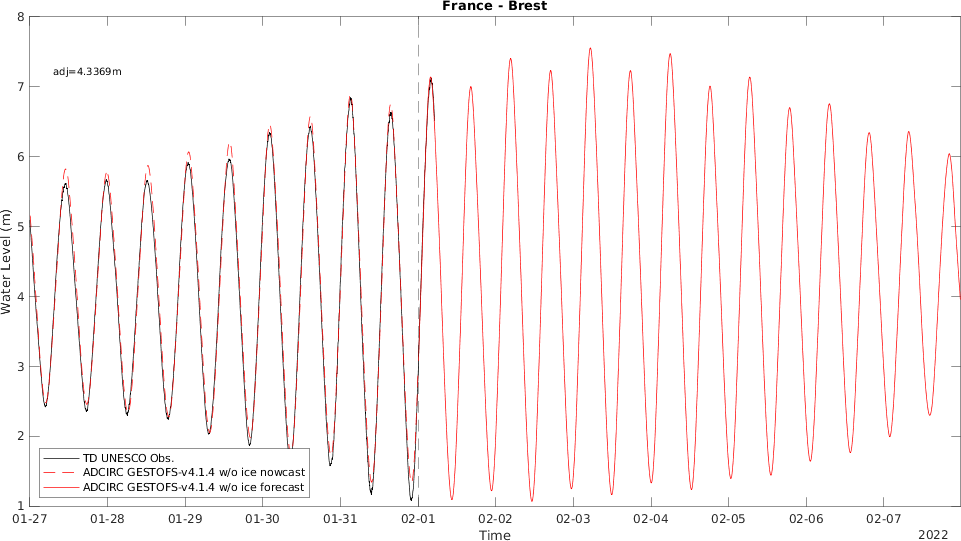 France - Brest
8
adj=4.3369m
7
6
5
4
3
2
1
Water Level (m)
TD UNESCO Obs.
ADCIRC GESTOFS-v4.1.4 w/o ice nowcast
ADCIRC GESTOFS-v4.1.4 w/o ice forecast
01-27 01-28 01-29 01-30 01-31 02-01 02-02 02-03 02-04 02-05 02-06 02-07
Time
2022